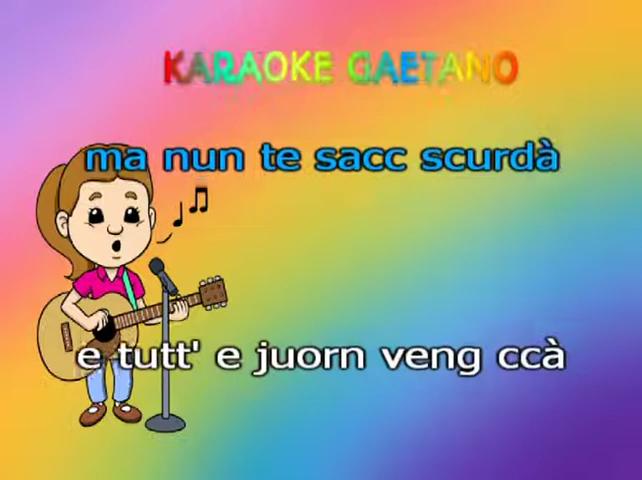 KARAOKE GAETANO
ma nun te sacc scurdà
e tutt' e juorn veng ccà